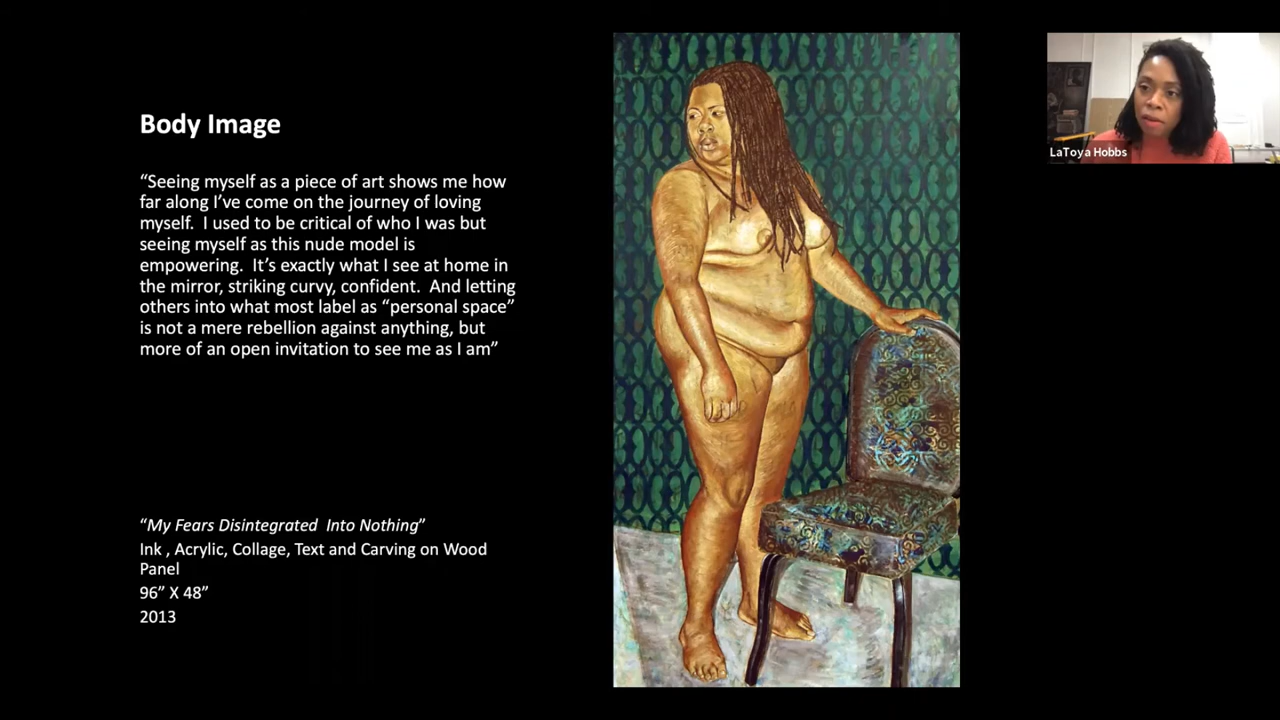 Body Image
“Seeing myself as a piece of art shows me how
far along I’ve come on the journey of loving
myself.  I used to be critical of who I was but
seeing myself as this nude model is
empowering.  It’s exactly what I see at home in
the mirror, striking curvy, confident.  And letting
others into what most label as “personal space”
is not a mere rebellion against anything, but
more of an open invitation to see me as I am”
“My Fears Disintegrated  Into Nothing”
Ink , Acrylic, Collage, Text and Carving on Wood
Panel
96” X 48”
2013
LaToya Hobbs